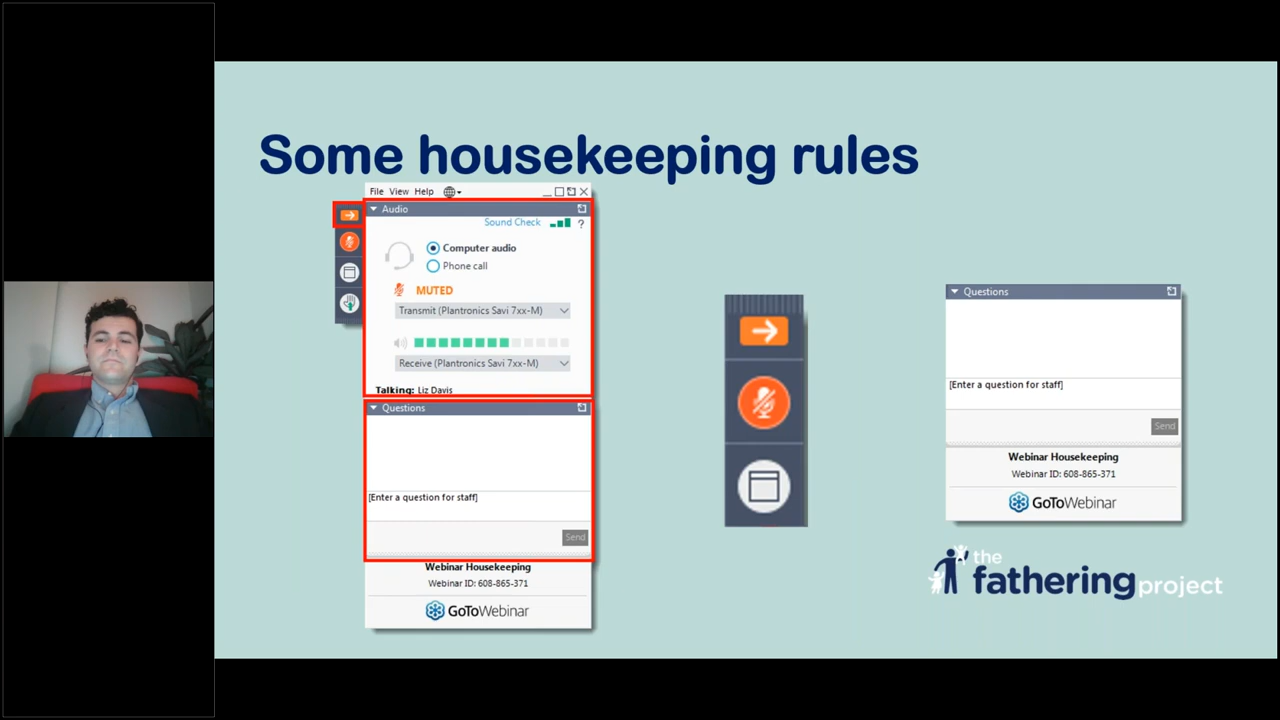 Some housekeeping rules
File View Help
Audio
Sound Check
?
Computer audio
Phone call
MUTED
Transmit (Plantronics Savi 7xx-M)
Receive (Plantronics Savi 7xx-M)
Talking: Liz Davis
Questions
[Enter a question for staff]
Send
Webinar Housekeeping
Webinar ID: 608-865-371
GoToWebinar
Questions
[Enter a question for staff]
Send
Webinar Housekeeping
Webinar ID: 608-865-371
GoToWebinar
the
fathering project